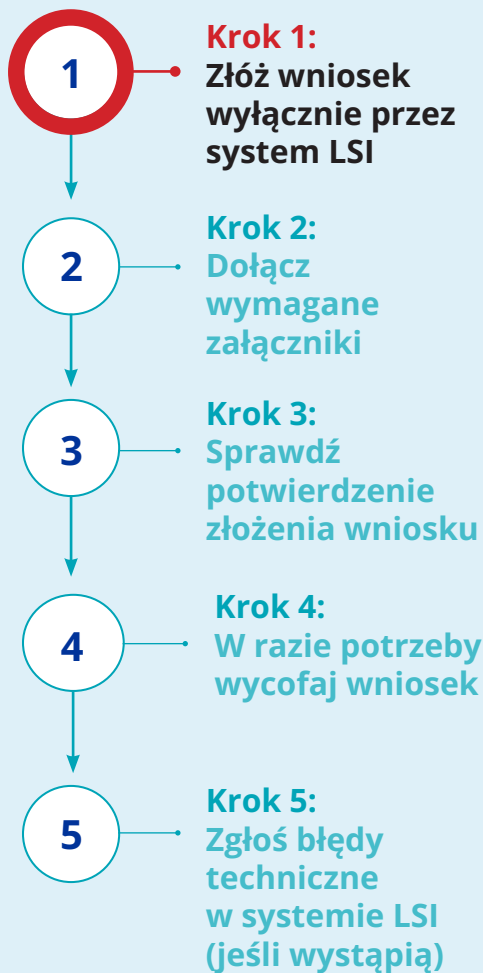 1
Krok 1:
Złóż wniosek
wyłącznie przez
system LSI
2
Krok 2:
Dołącz
wymagane
załączniki
3
Krok 3:
Sprawdź
potwierdzenie
złożenia wniosku
4
Krok 4:
W razie potrzeby
wycofaj wniosek
5
Krok 5:
Zgłoś błędy
techniczne
w systemie LSI
(jeśli wystąpią)